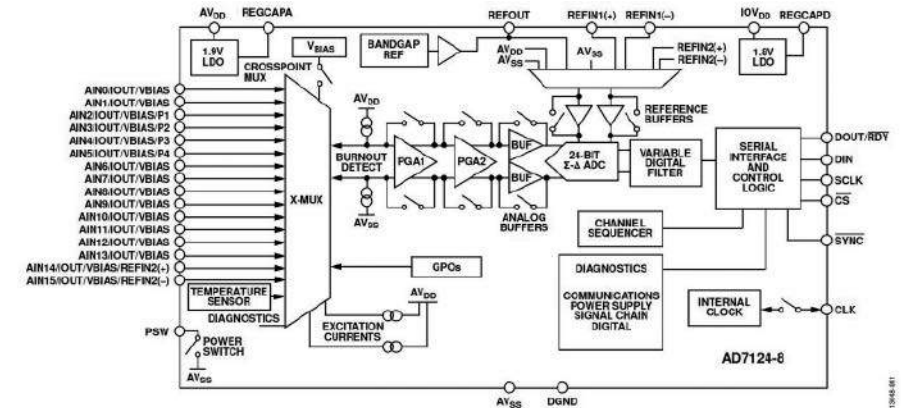 AVDD REGCAPA REFOUT REFIN1(+) REFIN1(−) IOVDD REGCAPD
1.9V
LDO
VBIAS
CROSSPOINT
MUX
BANDGAP
REF
AVDD
AVSS
AVSS
REFIN2(+)
REFIN2(−)
1.8V
LDO
AIN0/IOUT/VBIAS
AIN1/IOUT/VBIAS
AIN2/IOUT/VBIAS/P1
AIN3/IOUT/VBIAS/P2
AIN4/IOUT/VBIAS/P3
AIN5/IOUT/VBIAS/P4
AIN6/IOUT/VBIAS
AIN7/IOUT/VBIAS
AIN8/IOUT/VBIAS
AIN9/IOUT/VBIAS
AIN10/IOUT/VBIAS
AIN11/IOUT/VBIAS
AIN12/IOUT/VBIAS
AIN13/IOUT/VBIAS
AIN14/IOUT/VBIAS/REFIN2(+)
AIN15/IOUT/VBIAS/REFIN2(−)
TEMPERATURE
SENSOR
DIAGNOSTICS
PSW
POWER
SWITCH
AVSS
X-MUX
AVDD
BURNOUT
DETECT
AVSS
PGA1
PGA2
BUF
BUF
ANALOG
BUFFERS
REFERENCE
BUFFERS
24-BIT
Σ-Δ ADC
VARIABLE
DIGITAL
FILTER
SERIAL
INTERFACE
AND
CONTROL
LOGIC
DOUT/RDY
DIN
SCLK
CS
SYNC
CLK
GPOs
AVDD
EXCITATION
CURRENTS
CHANNEL
SEQUENCER
DIAGNOSTICS
COMMUNICATIONS
POWER SUPPLY
SIGNAL CHAIN
DIGITAL
INTERNAL
CLOCK
AD7124-8
AVSS DGND